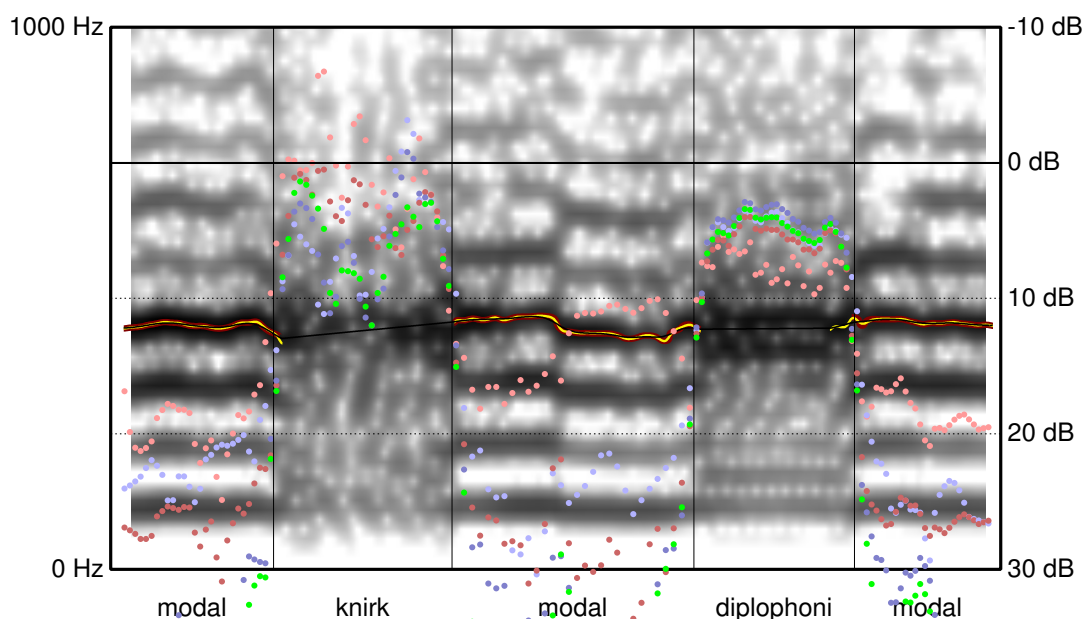 1000 Hz -10 dB
0 dB
10 dB
20 dB
0 Hz 30 dB
modal knirk modal diplophoni modal